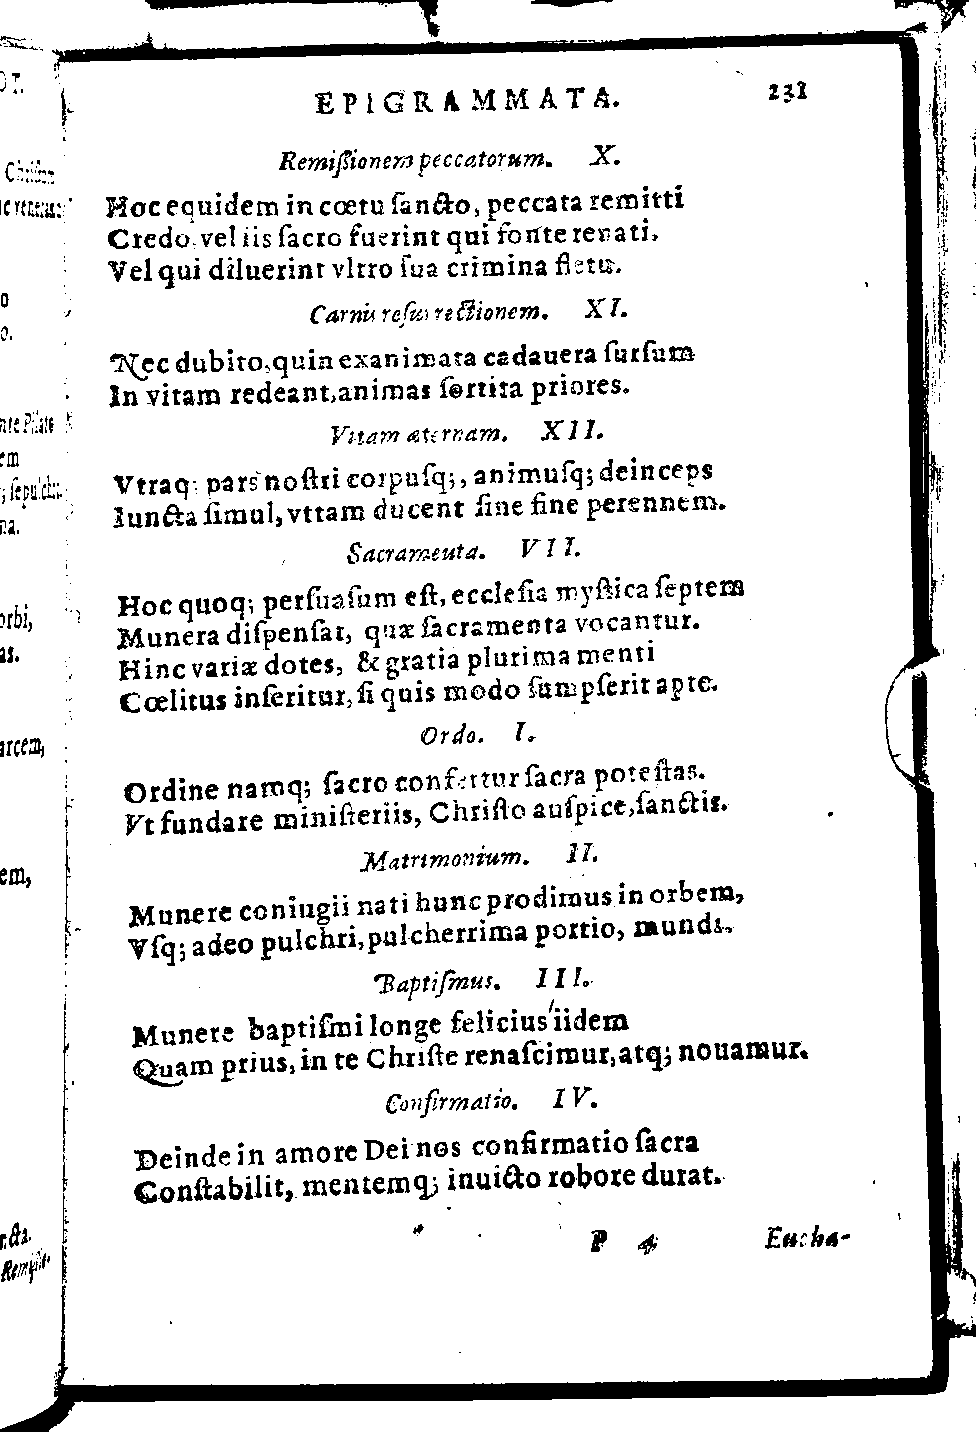 EPIGRAMMATA. 231
Remißionem peccatorum. X.
Hoc equidem in cœtu ſancto, peccata remitti
Credo, vel iis ſacro fuerint qui fonte renati,
Vel qui diluerint vltro ſua crimina fletu.
Carnis reſurrectionem. XI.
Nec dubito, quin exanimata cadauera ſurſum
In vitam redeant, animas ſortita priores.
Vitam æternam. XII.
Vtraq; pars noſtri corpuſq;, animuſq; deinceps
Iuncta ſimul, vttam ducent ſine fine perennem.
Sacrameuta. VII.
Hoc quoq; perſuaſum eſt, eccleſia myſtica ſeptem
Munera diſpenſat, quæ ſacramenta vocantur.
Hinc variæ dotes, & gratia plurima menti
Cœlitus inſeritur, ſi quis modo ſumpſerit apte.
Ordo. I.
Ordine namq; ſacro confertur ſacra poteſtas.
Vt fundare miniſteriis, Chriſto auſpice, ſanctis.
Matrimonium. II.
Munere coniugii nati hunc prodimus in orbem,
Vſq; adeo pulchri, pulcherrima portio, mundi.
Baptiſmus. III.
Munere baptiſmi longe felicius iidem
Quam prius, in te Chriſte renaſcimur, atq; nouamur.
Confirmatio. IV.
Deinde in amore Dei nos confirmatio ſacra
Conſtabilit, mentemq; inuicto robore durat.
P 4 Eucha-